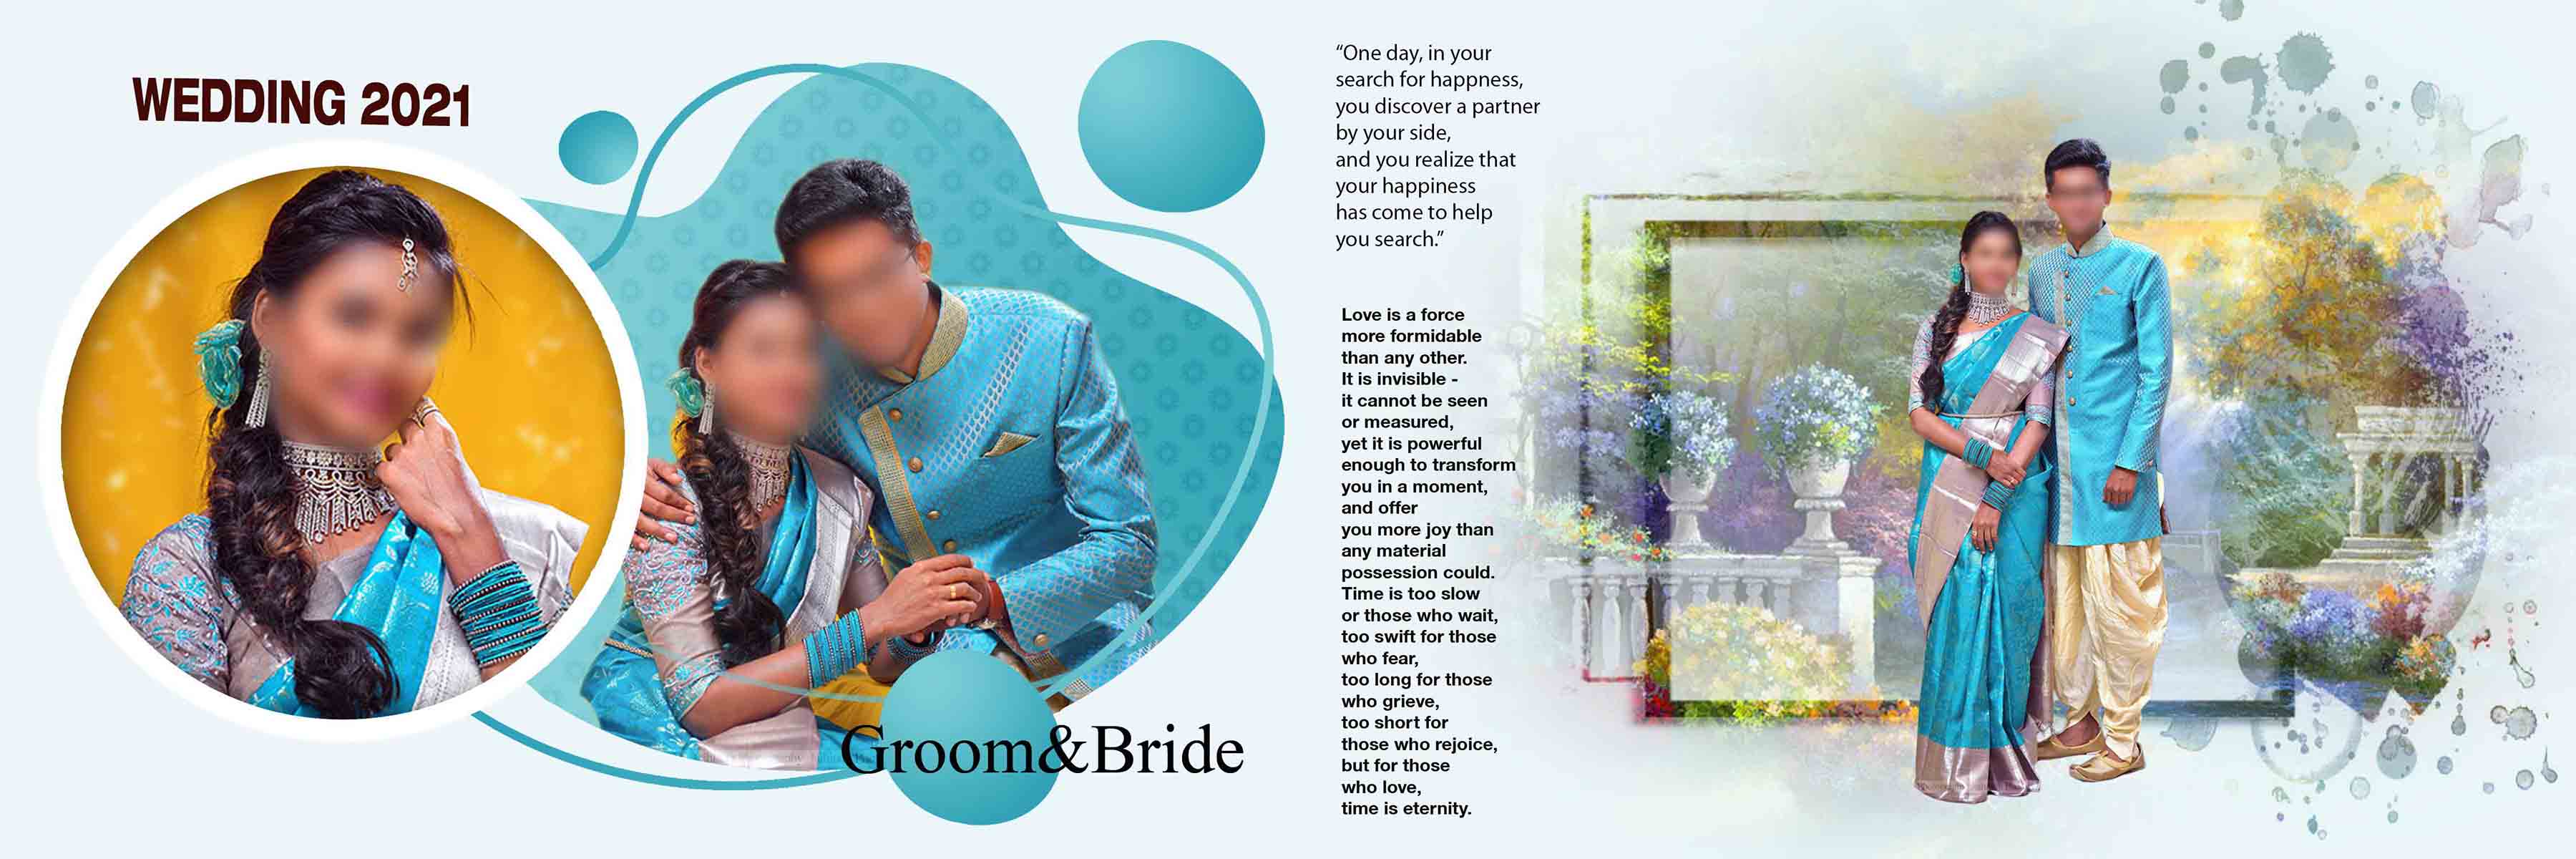 WEDDING 2021
Groom&Bride
“One day, in your
search for happness,
you discover a partner
by your side,
and you realize that
your happiness
has come to help
you search.”
Love is a force
more formidable
than any other.
It is invisible -
it cannot be seen
or measured,
yet it is powerful
enough to transform
you in a moment,
and offer
you more joy than
any material
possession could.
Time is too slow
or those who wait,
too swift for those
who fear,
too long for those
who grieve,
too short for
those who rejoice,
but for those
who love,
time is eternity.